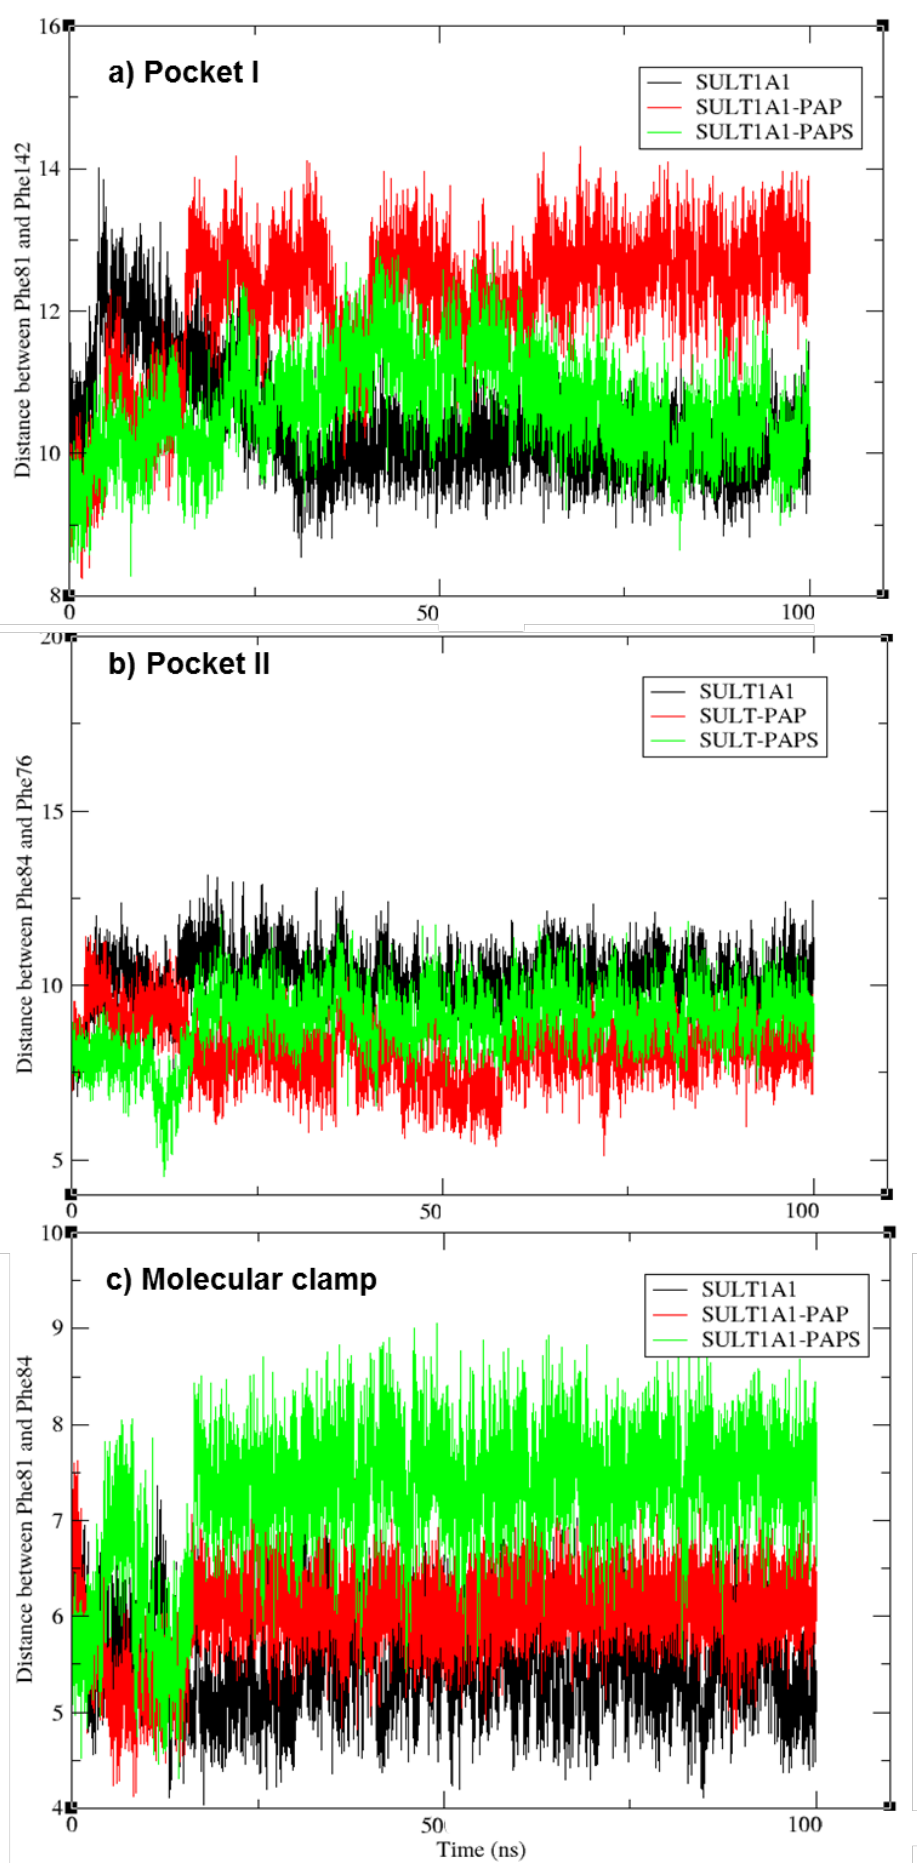 16
a) Pocket I
SULT1A1
SULT1A1-PAP
SULT1A1-PAPS
14
12
10
8
Distance between Phe81 and Phe142
0
50
100
20
b) Pocket II
SULT1A1
SULT-PAP
SULT-PAPS
15
10
5
Distance between Phe84 and Phe76
0
50
100
10
c) Molecular clamp
SULT1A1
SULT1A1-PAP
SULT1A1-PAPS
9
8
7
6
5
4
Distance between Phe81 and Phe84
0
50
100
Time (ns)